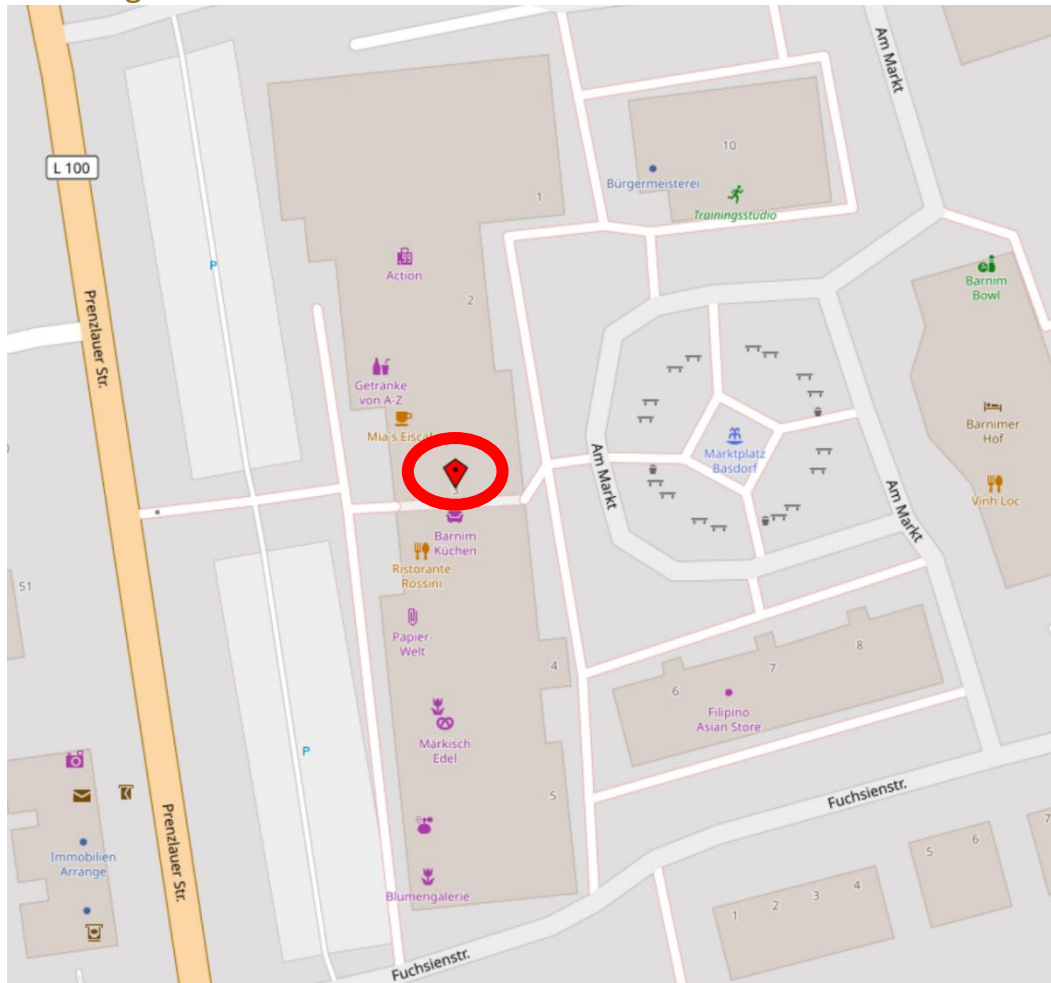 Am Markt
10
L 100
Bürgermeisterei
Trainingsstudio
1
P
Action
2
Barnim
Bowl
Prenzlauer Str.
Getränke
von A-Z
Barnimer
Hof
Marktplatz
Basdorf
Am Markt
3
Vinh Loc
Am Markt
Barnim
Küchen
Ristorante
Rossini
51
Papier-
Welt
4
8
7
6
Filipino
Asian Store
Märkisch
Edel
P
5
Fuchsienstr.
Prenzlauer Str.
7
6
5
Immobilien
Arrange
4
3
2
1
Blumengalerie
Fuchsienstr.